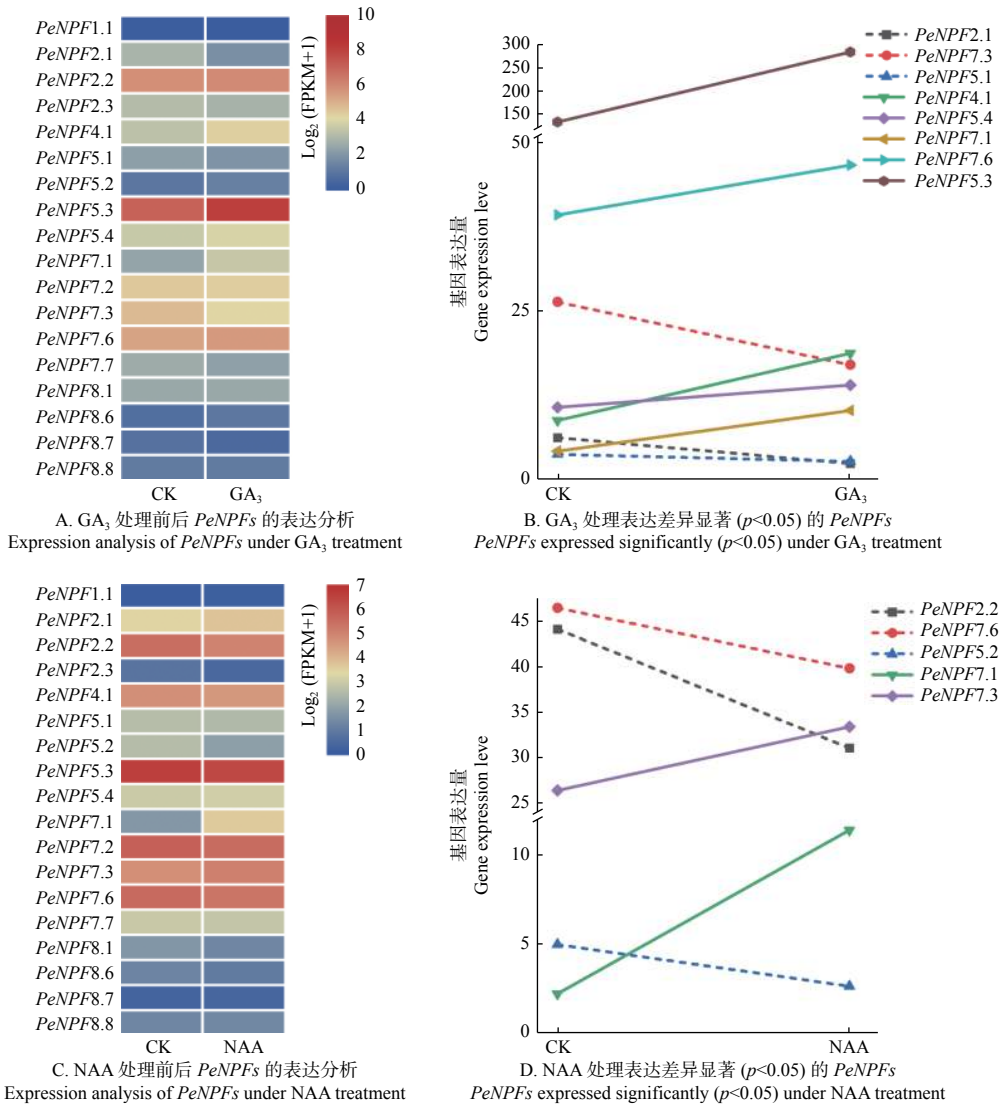 PeNPF1.1
PeNPF2.1
PeNPF2.2
PeNPF2.3
PeNPF4.1
PeNPF5.1
PeNPF5.2
PeNPF5.3
PeNPF5.4
PeNPF7.1
PeNPF7.2
PeNPF7.3
PeNPF7.6
PeNPF7.7
PeNPF8.1
PeNPF8.6
PeNPF8.7
PeNPF8.8
CK GA₃
10
8
6
4
2
0
Log₂ (FPKM+1)
A. GA₃ 处理前后 PeNPFs 的表达分析
Expression analysis of PeNPFs under GA₃ treatment
300
250
200
150
50
25
0
基因表达量
Gene expression leve
CK GA₃
PeNPF2.1
PeNPF7.3
PeNPF5.1
PeNPF4.1
PeNPF5.4
PeNPF7.1
PeNPF7.6
PeNPF5.3
B. GA₃ 处理表达差异显著 (p<0.05) 的 PeNPFs
PeNPFs expressed significantly (p<0.05) under GA₃ treatment
PeNPF1.1
PeNPF2.1
PeNPF2.2
PeNPF2.3
PeNPF4.1
PeNPF5.1
PeNPF5.2
PeNPF5.3
PeNPF5.4
PeNPF7.1
PeNPF7.2
PeNPF7.3
PeNPF7.6
PeNPF7.7
PeNPF8.1
PeNPF8.6
PeNPF8.7
PeNPF8.8
CK NAA
7
6
5
4
3
2
1
0
Log₂ (FPKM+1)
C. NAA 处理前后 PeNPFs 的表达分析
Expression analysis of PeNPFs under NAA treatment
45
40
35
30
25
10
5
0
基因表达量
Gene expression leve
CK NAA
PeNPF2.2
PeNPF7.6
PeNPF5.2
PeNPF7.1
PeNPF7.3
D. NAA 处理表达差异显著 (p<0.05) 的 PeNPFs
PeNPFs expressed significantly (p<0.05) under NAA treatment